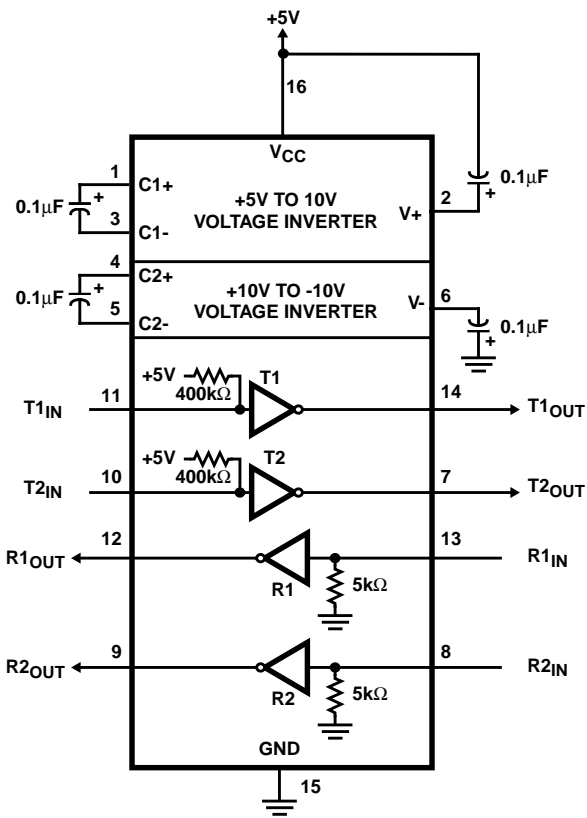 +5V
16
VCC
1
C1+
0.1μF
+
3
C1-
+5V TO 10V
VOLTAGE INVERTER
V+
2
+
0.1μF
4
C2+
0.1μF
+
5
C2-
+10V TO -10V
VOLTAGE INVERTER
V-
6
+
0.1μF
T1IN
11
+5V
400kΩ
T1
14
T1OUT
T2IN
10
+5V
400kΩ
T2
7
T2OUT
R1OUT
12
R1
5kΩ
13
R1IN
R2OUT
9
R2
5kΩ
8
R2IN
GND
15